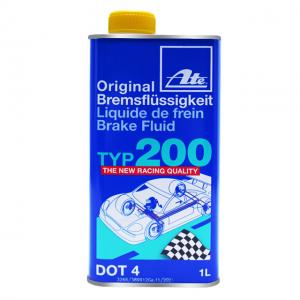 Ate
Original
Bremsflüssigkeit
Liquide de frein
Brake Fluid
TYP 200
THE NEW RACING QUALITY
DOT 4
1L